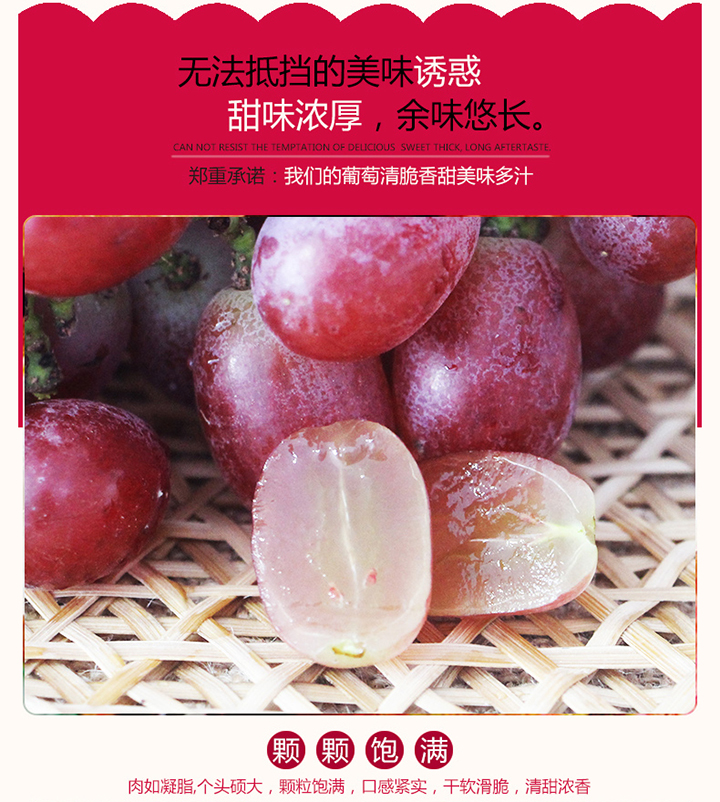 无法抵挡的美味诱惑
甜味浓厚，余味悠长。
CAN NOT RESIST THE TEMPTATION OF DELICIOUS SWEET THICK, LONG AFTERTASTE.
郑重承诺：我们的葡萄清脆香甜美味多汁
颗颗饱满
肉如凝脂,个头硕大，颗粒饱满，口感紧实，干软滑脆，清甜浓香